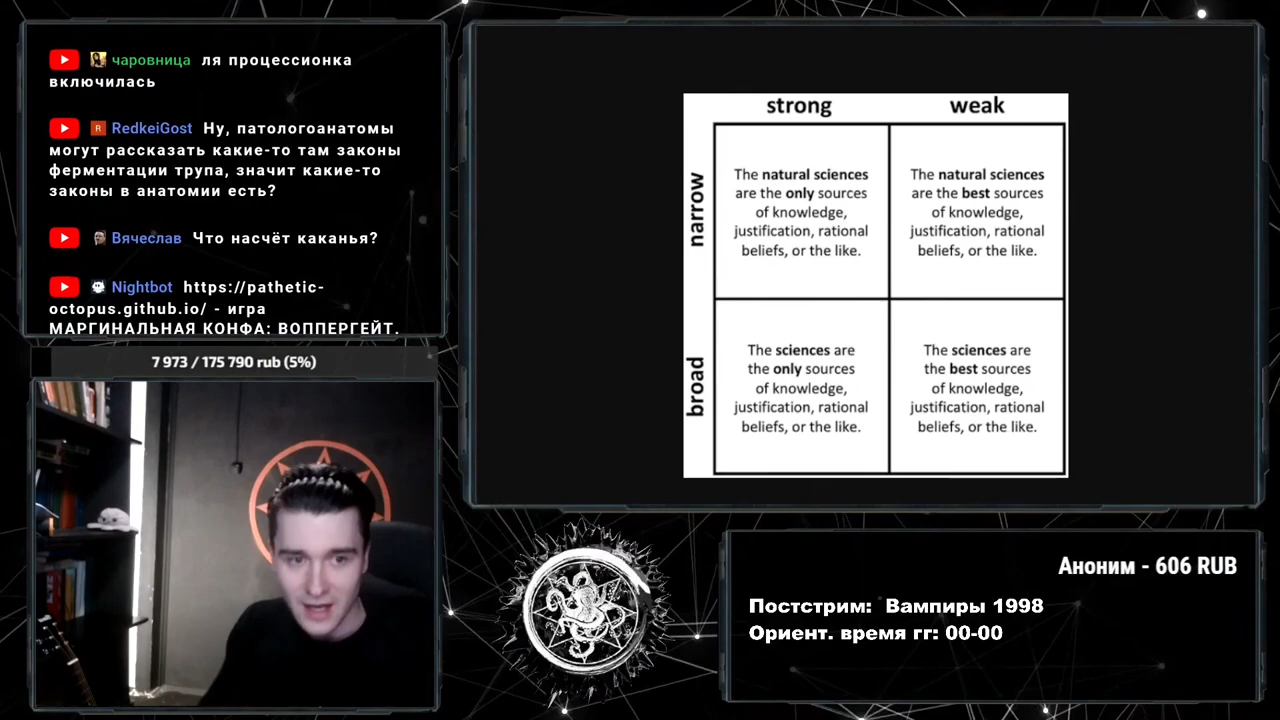 чаровница ля процессионка
включилась
RedkeiGost Ну, патологоанатомы
могут рассказать какие-то там законы
ферментации трупа, значит какие-то
законы в анатомии есть?
Вячеслав Что насчёт каканья?
Nightbot https://pathetic-
octopus.github.io/ - игра
МАРГИНАЛЬНАЯ КОНФА: ВОППЕРГЕЙТ.
7 973 / 175 790 rub (5%)
strong weak
narrow
The natural sciences
are the only sources
of knowledge,
justification, rational
beliefs, or the like.
The natural sciences
are the best sources
of knowledge,
justification, rational
beliefs, or the like.
broad
The sciences are
the only sources
of knowledge,
justification, rational
beliefs, or the like.
The sciences are
the best sources
of knowledge,
justification, rational
beliefs, or the like.
Аноним - 606 RUB
Постстрим: Вампиры 1998
Ориент. время гг: 00-00